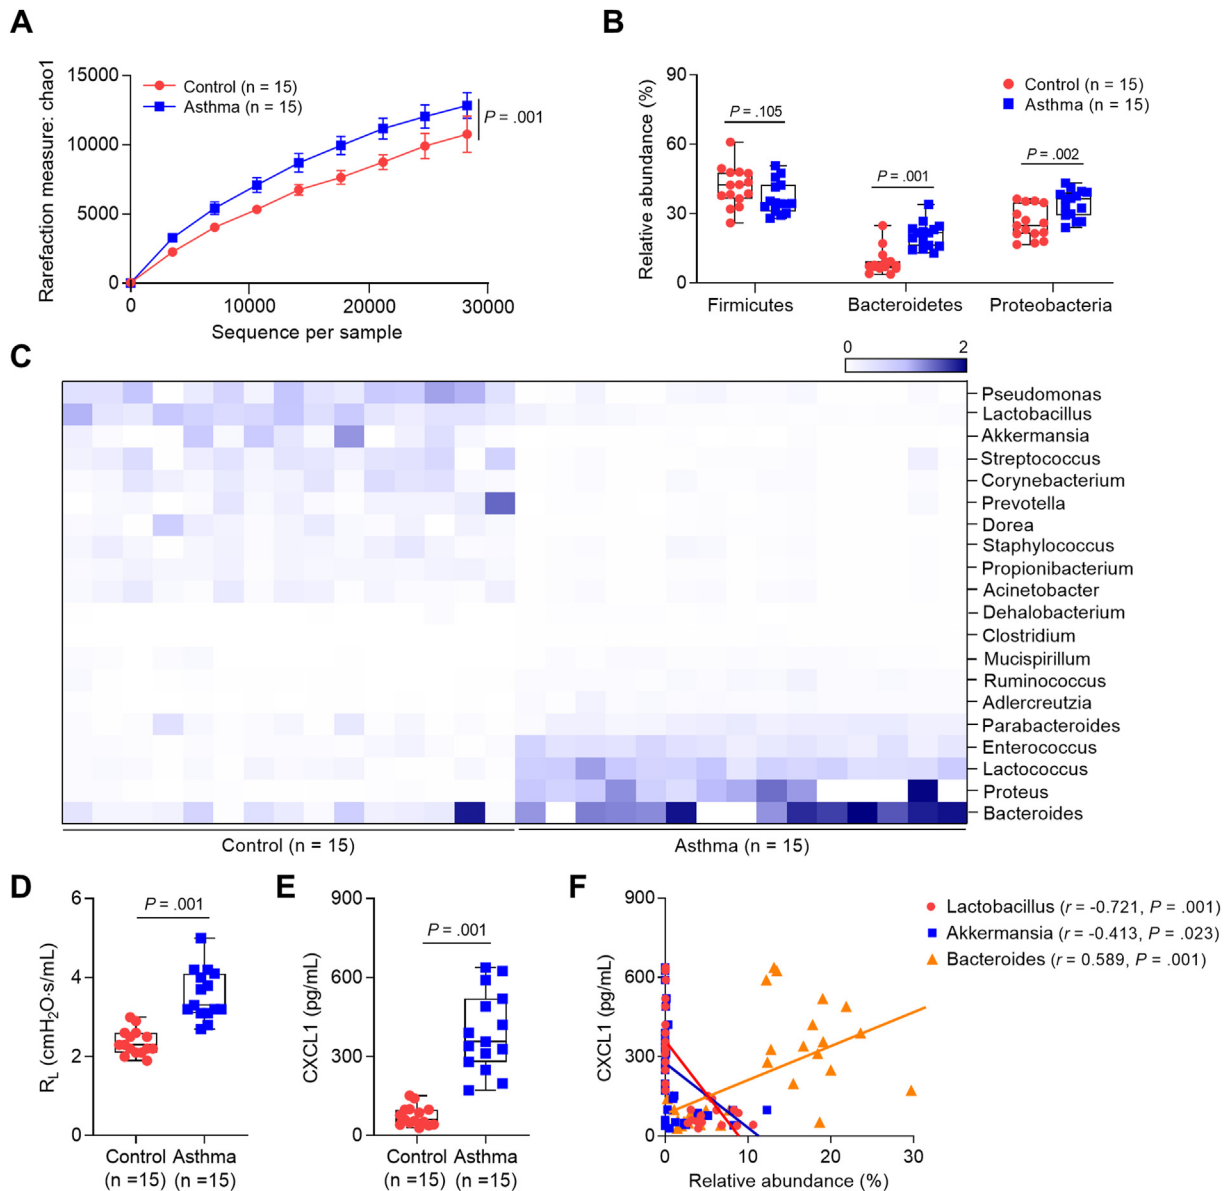 A
Rarefaction measure: chao1
15000
10000
5000
0
0
10000
20000
30000
Sequence per sample
Control (n = 15)
Asthma (n = 15)
P = .001
B
Relative abundance (%)
90
60
30
0
Control (n = 15)
Asthma (n = 15)
P = .105
P = .001
P = .002
Firmicutes
Bacteroidetes
Proteobacteria
C
0
2
Pseudomonas
Lactobacillus
Akkermansia
Streptococcus
Corynebacterium
Prevotella
Dorea
Staphylococcus
Propionibacterium
Acinetobacter
Dehalobacterium
Clostridium
Mucispirillum
Ruminococcus
Adlercreutzia
Parabacteroides
Enterococcus
Lactococcus
Proteus
Bacteroides
Control (n = 15)
Asthma (n = 15)
D
RL (cmH2O·s/mL)
6
4
2
0
P = .001
Control
(n =15)
Asthma
(n = 15)
E
CXCL1 (pg/mL)
900
600
300
0
P = .001
Control
(n =15)
Asthma
(n = 15)
F
CXCL1 (pg/mL)
900
600
300
0
0
10
20
30
Relative abundance (%)
Lactobacillus (r = -0.721, P = .001)
Akkermansia (r = -0.413, P = .023)
Bacteroides (r = 0.589, P = .001)